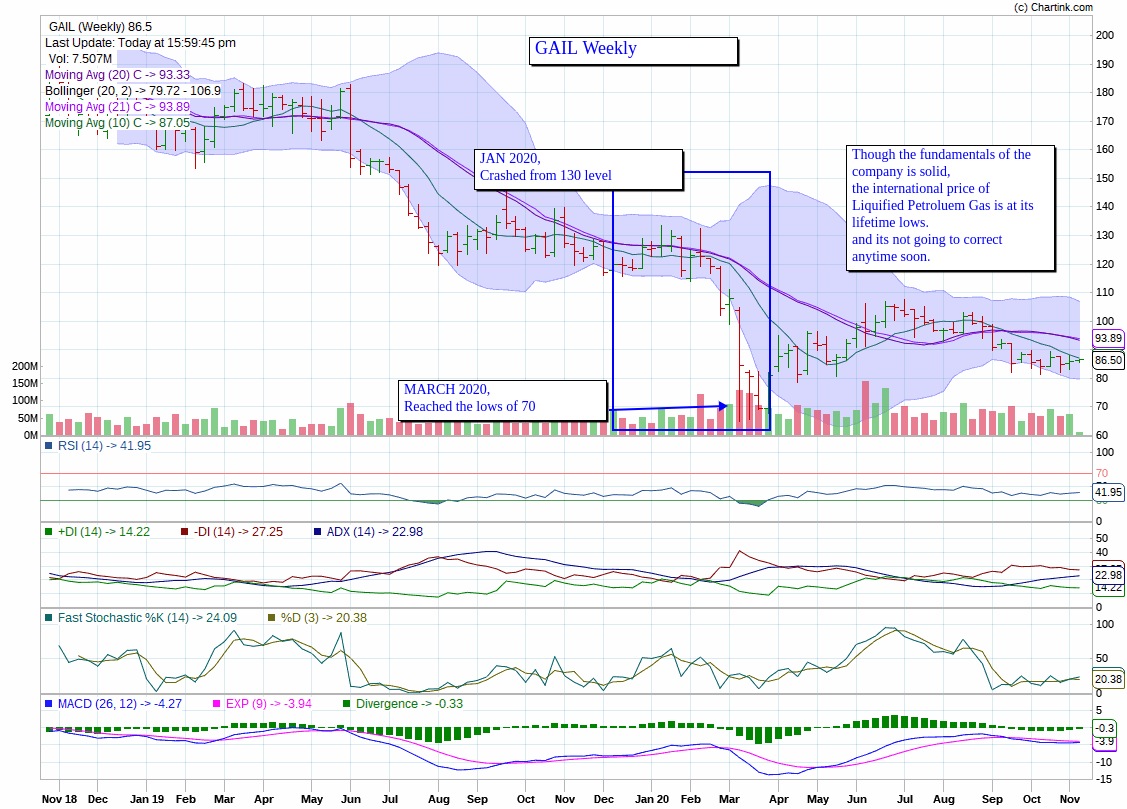 (c) Chartink.com
GAIL (Weekly) 86.5
Last Update: Today at 15:59:45 pm
Vol: 7.507M
Moving Avg (20) C -> 93.33
Bollinger (20, 2) -> 79.72 - 106.9
Moving Avg (21) C -> 93.89
Moving Avg (10) C -> 87.05
GAIL Weekly
JAN 2020,
Crashed from 130 level
Though the fundamentals of the
company is solid,
the international price of
Liquified Petroluem Gas is at its
lifetime lows.
and its not going to correct
anytime soon.
MARCH 2020,
Reached the lows of 70
200
190
180
170
160
150
140
130
120
110
100
93.89
86.50
80
70
60
200M
150M
100M
50M
0M
RSI (14) -> 41.95
100
70
41.95
0
+DI (14) -> 14.22 -DI (14) -> 27.25 ADX (14) -> 22.98
50
40
22.98
14.22
0
Fast Stochastic %K (14) -> 24.09 %D (3) -> 20.38
100
50
20.38
0
MACD (26, 12) -> -4.27 EXP (9) -> -3.94 Divergence -> -0.33
5
-0.3
-3.9
-10
-15
Nov 18 Dec Jan 19 Feb Mar Apr May Jun Jul Aug Sep Oct Nov Dec Jan 20 Feb Mar Apr May Jun Jul Aug Sep Oct Nov